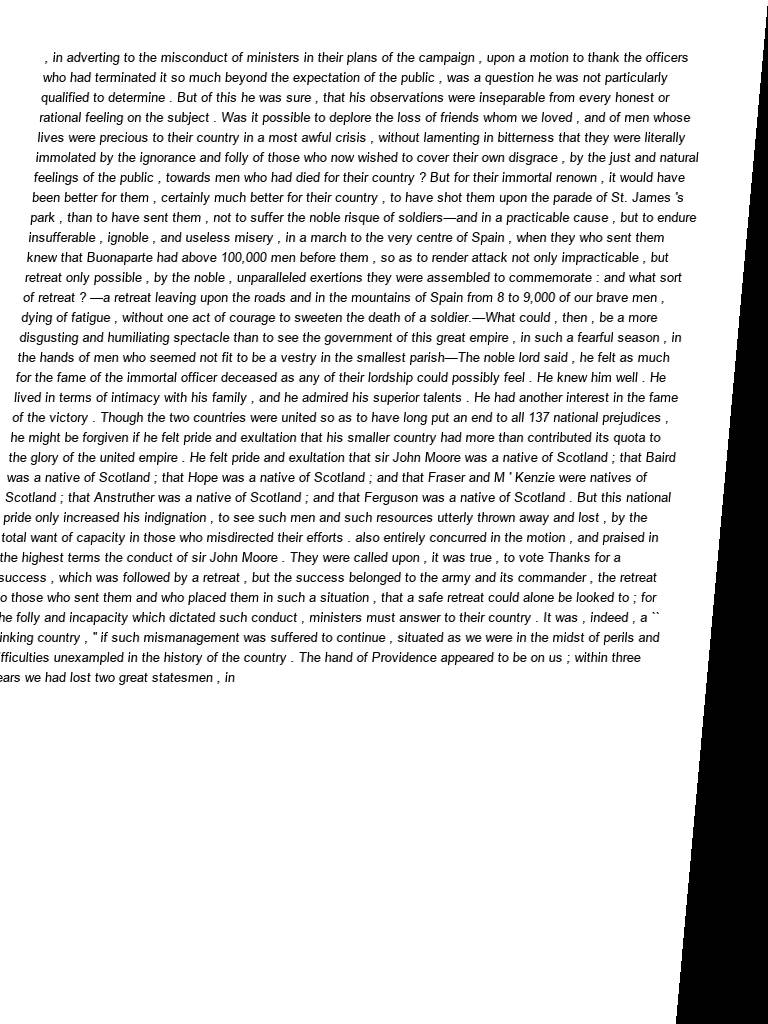 , in adverting to the misconduct of ministers in their plans of the campaign , upon a motion to thank the officers
who had terminated it so much beyond the expectation of the public , was a question he was not particularly
qualified to determine . But of this he was sure , that his observations were inseparable from every honest or
rational feeling on the subject . Was it possible to deplore the loss of friends whom we loved , and of men whose
lives were precious to their country in a most awful crisis , without lamenting in bitterness that they were literally
immolated by the ignorance and folly of those who now wished to cover their own disgrace , by the just and natural
feelings of the public , towards men who had died for their country ? But for their immortal renown , it would have
been better for them , certainly much better for their country , to have shot them upon the parade of St. James 's
park , than to have sent them , not to suffer the noble risque of soldiers—and in a practicable cause , but to endure
insufferable , ignoble , and useless misery , in a march to the very centre of Spain , when they who sent them
knew that Buonaparte had above 100,000 men before them , so as to render attack not only impracticable , but
retreat only possible , by the noble , unparalleled exertions they were assembled to commemorate : and what sort
of retreat ? —a retreat leaving upon the roads and in the mountains of Spain from 8 to 9,000 of our brave men ,
dying of fatigue , without one act of courage to sweeten the death of a soldier.—What could , then , be a more
disgusting and humiliating spectacle than to see the government of this great empire , in such a fearful season , in
the hands of men who seemed not fit to be a vestry in the smallest parish—The noble lord said , he felt as much
for the fame of the immortal officer deceased as any of their lordship could possibly feel . He knew him well . He
lived in terms of intimacy with his family , and he admired his superior talents . He had another interest in the fame
of the victory . Though the two countries were united so as to have long put an end to all 137 national prejudices ,
he might be forgiven if he felt pride and exultation that his smaller country had more than contributed its quota to
the glory of the united empire . He felt pride and exultation that sir John Moore was a native of Scotland ; that Baird
was a native of Scotland ; that Hope was a native of Scotland ; and that Fraser and M ' Kenzie were natives of
Scotland ; that Anstruther was a native of Scotland ; and that Ferguson was a native of Scotland . But this national
pride only increased his indignation , to see such men and such resources utterly thrown away and lost , by the
total want of capacity in those who misdirected their efforts . also entirely concurred in the motion , and praised in
the highest terms the conduct of sir John Moore . They were called upon , it was true , to vote Thanks for a
success , which was followed by a retreat , but the success belonged to the army and its commander , the retreat
o those who sent them and who placed them in such a situation , that a safe retreat could alone be looked to ; for
he folly and incapacity which dictated such conduct , ministers must answer to their country . It was , indeed , a ``
inking country , '' if such mismanagement was suffered to continue , situated as we were in the midst of perils and
fficulties unexampled in the history of the country . The hand of Providence appeared to be on us ; within three
ears we had lost two great statesmen , in